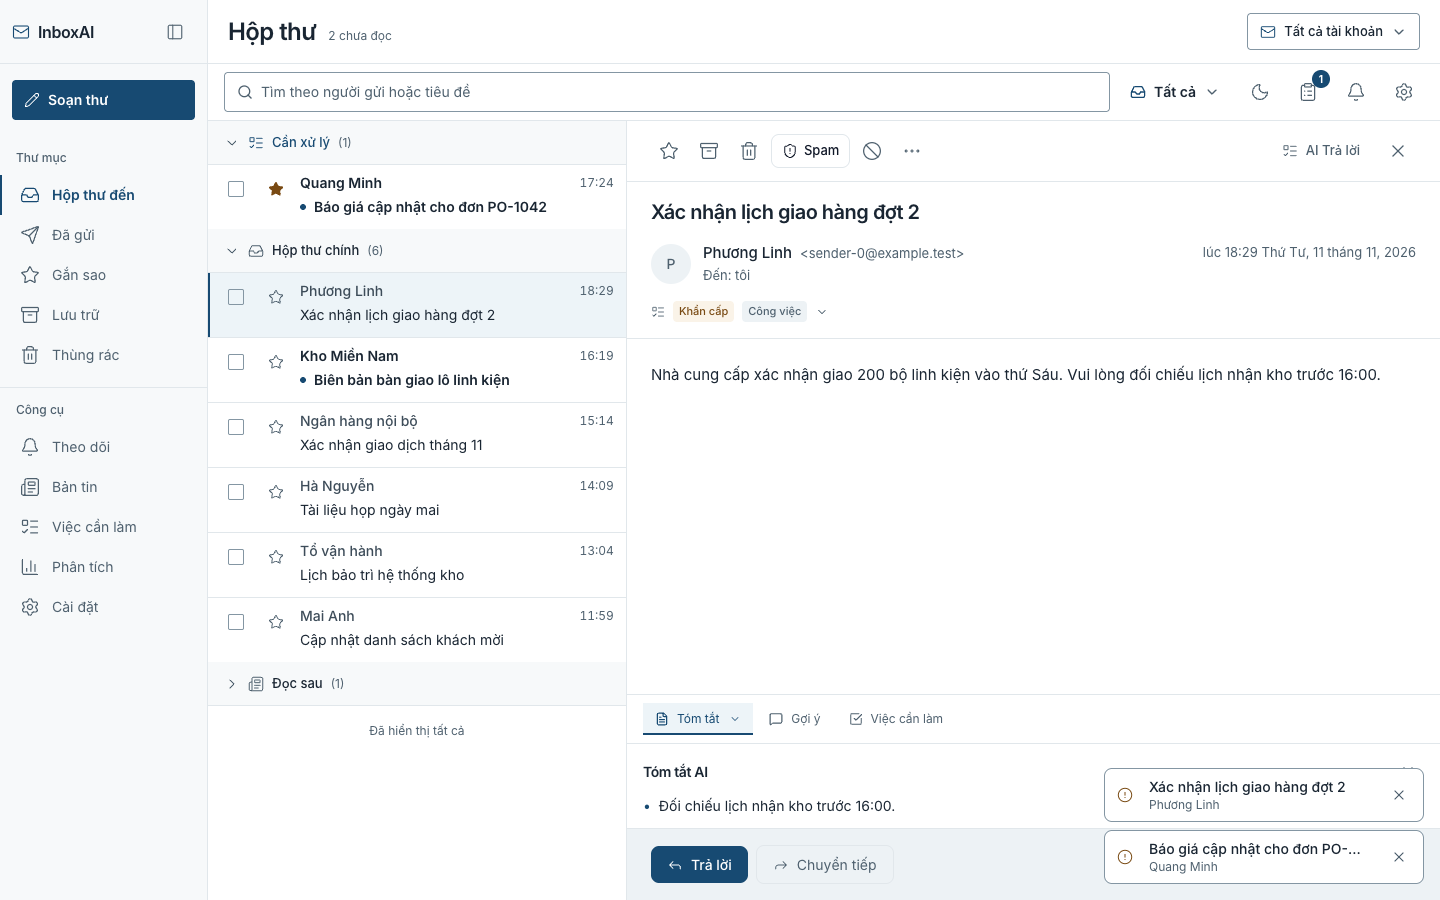 InboxAI
Soạn thư
Thư mục
Hộp thư đến
Đã gửi
Gắn sao
Lưu trữ
Thùng rác
Công cụ
Theo dõi
Bản tin
Việc cần làm
Phân tích
Cài đặt
Hộp thư 2 chưa đọc
Tất cả tài khoản
Tìm theo người gửi hoặc tiêu đề
Tất cả
1
Cần xử lý (1)
Quang Minh 17:24
Báo giá cập nhật cho đơn PO-1042
Hộp thư chính (6)
Phương Linh 18:29
Xác nhận lịch giao hàng đợt 2
Kho Miền Nam 16:19
Biên bản bàn giao lô linh kiện
Ngân hàng nội bộ 15:14
Xác nhận giao dịch tháng 11
Hà Nguyễn 14:09
Tài liệu họp ngày mai
Tổ vận hành 13:04
Lịch bảo trì hệ thống kho
Mai Anh 11:59
Cập nhật danh sách khách mời
Đọc sau (1)
Đã hiển thị tất cả
Spam
AI Trả lời
Xác nhận lịch giao hàng đợt 2
P
Phương Linh <sender-0@example.test> lúc 18:29 Thứ Tư, 11 tháng 11, 2026
Đến: tôi
Khẩn cấp Công việc
Nhà cung cấp xác nhận giao 200 bộ linh kiện vào thứ Sáu. Vui lòng đối chiếu lịch nhận kho trước 16:00.
Tóm tắt Gợi ý Việc cần làm
Tóm tắt AI
• Đối chiếu lịch nhận kho trước 16:00.
Trả lời Chuyển tiếp
Xác nhận lịch giao hàng đợt 2
Phương Linh
Báo giá cập nhật cho đơn PO-...
Quang Minh